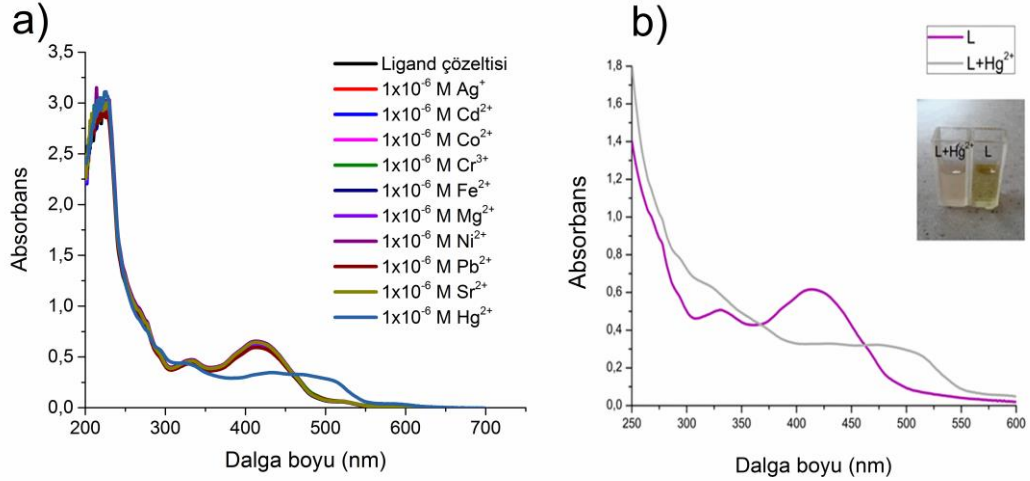 a)
3,5
3,0
2,5
2,0
1,5
1,0
0,5
0,0
Absorbans
200 300 400 500 600 700
Dalga boyu (nm)
Ligand çözeltisi
1x10⁻⁶ M Ag⁺
1x10⁻⁶ M Cd²⁺
1x10⁻⁶ M Co²⁺
1x10⁻⁶ M Cr³⁺
1x10⁻⁶ M Fe²⁺
1x10⁻⁶ M Mg²⁺
1x10⁻⁶ M Ni²⁺
1x10⁻⁶ M Pb²⁺
1x10⁻⁶ M Sr²⁺
1x10⁻⁶ M Hg²⁺
b)
L
L+Hg²⁺
1,8
1,6
1,4
1,2
1,0
0,8
0,6
0,4
0,2
0,0
Absorbans
250 300 350 400 450 500 550 600
Dalga boyu (nm)
L+Hg²⁺ L